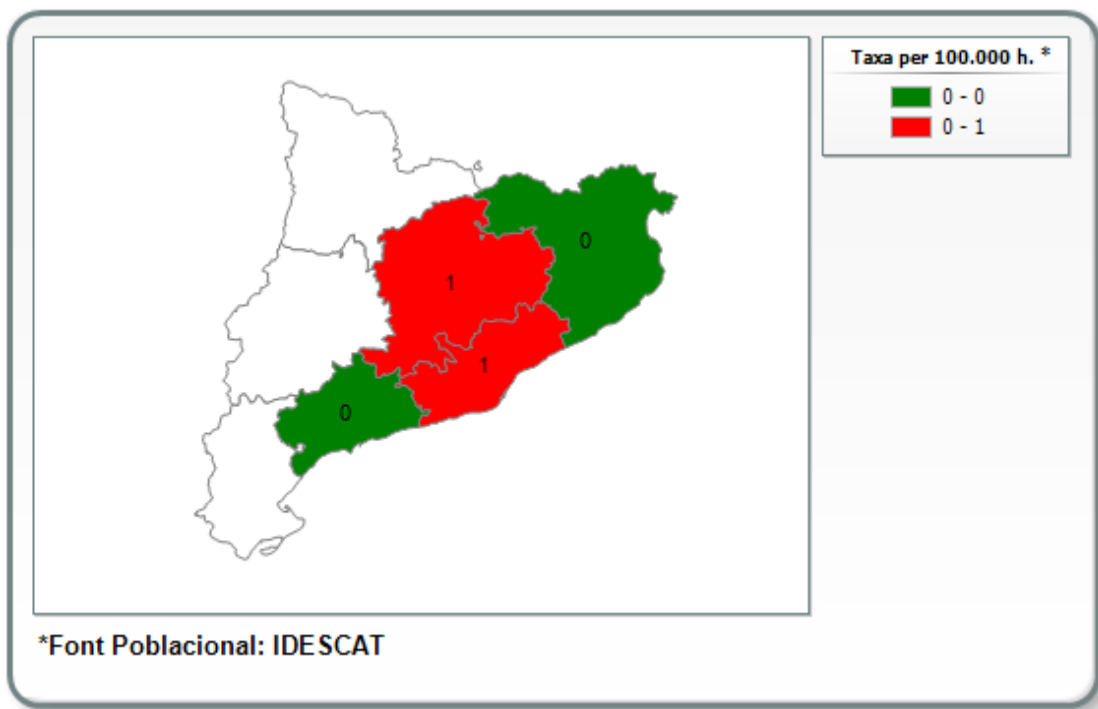 Taxa per 100.000 h. *
0 - 0
0 - 1
0
1
1
0
*Font Poblacional: IDESCAT